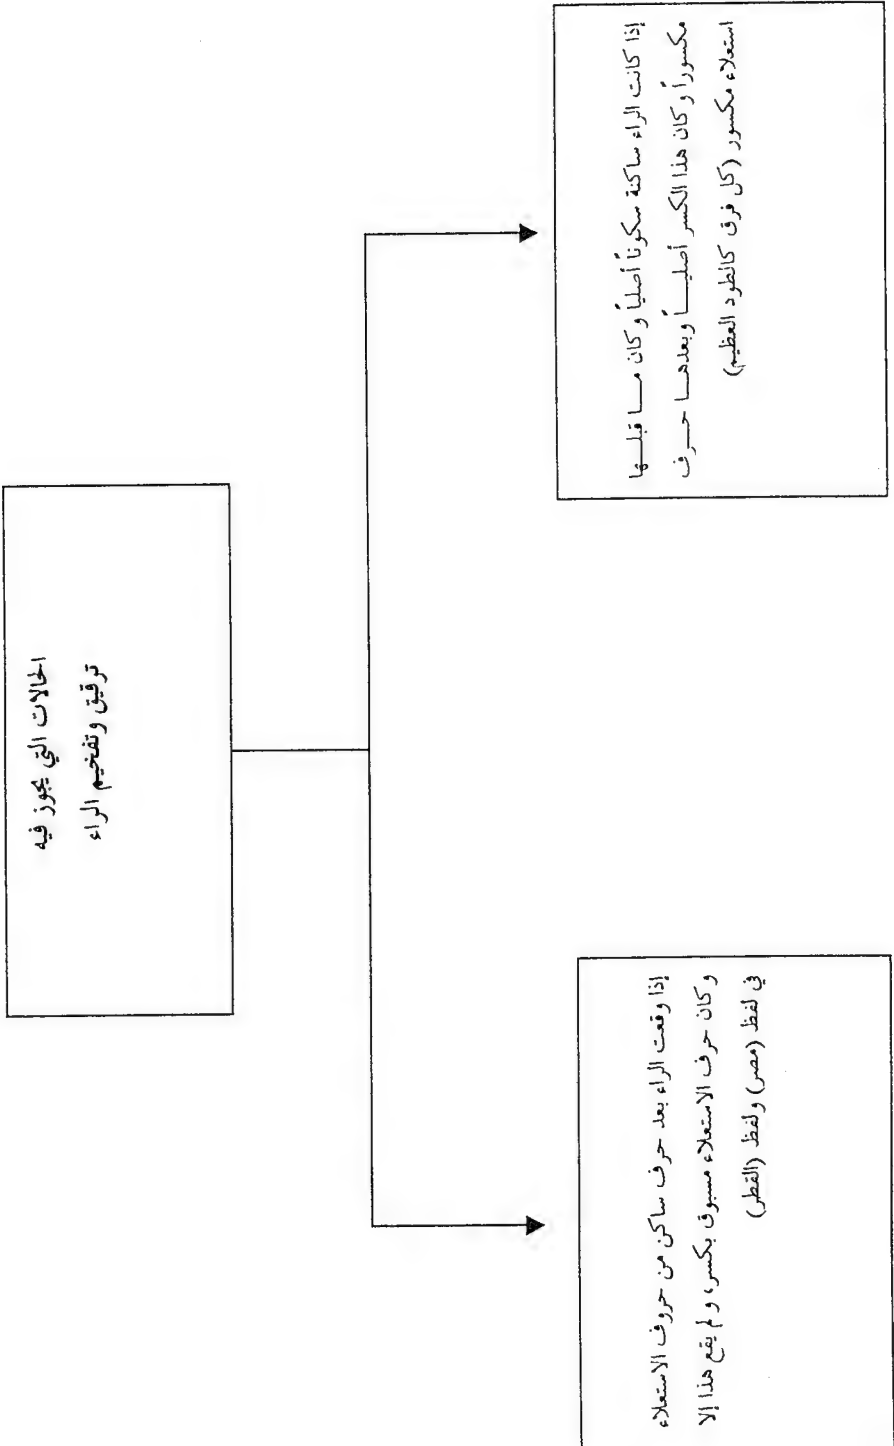 الحالات التي يجوز فيه
ترقيق وتفخيم الراء
إذا كانت الراء ساكنة سكوناً أصلياً وكان ما قبلها
مكسوراً وكان هذا الكسر أصلياً وبعدها حرف
استعلاء مكسور (كل فرق كالطود العظيم)
إذا وقعت الراء بعد حرف ساكن من حروف الاستعلاء
وكان حرف الاستعلاء مسبوق بكسر، ولم يقع هذا إلا
في لفظ (مصر) ولفظ (القطر)